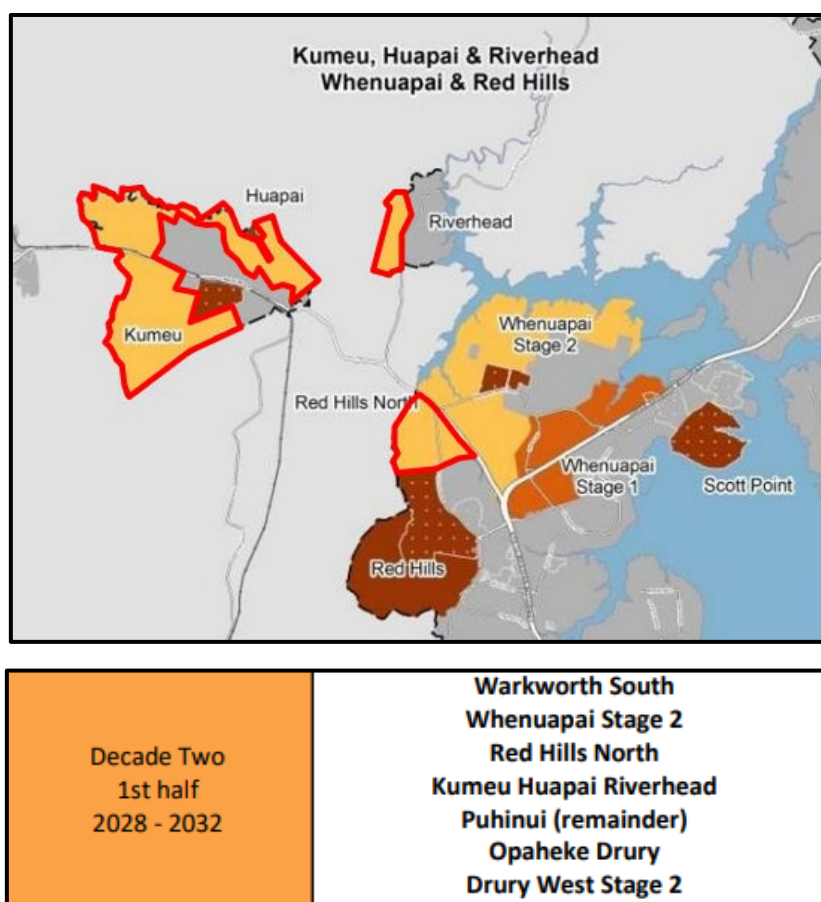 Kumeu, Huapai & Riverhead
Whenuapai & Red Hills
Huapai
Riverhead
Kumeu
Whenuapai
Stage 2
Red Hills North
Whenuapai
Stage 1
Scott Point
Red Hills
Decade Two
1st half
2028 - 2032
Warkworth South
Whenuapai Stage 2
Red Hills North
Kumeu Huapai Riverhead
Puhinui (remainder)
Opaheke Drury
Drury West Stage 2